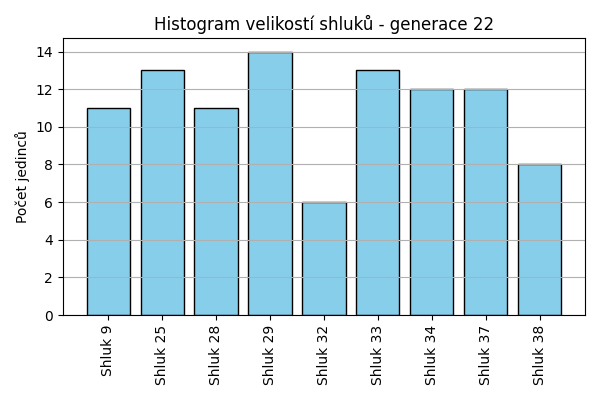 Histogram velikostí shluků - generace 22
Počet jedinců
14
12
10
8
6
4
2
0
Shluk 9
Shluk 25
Shluk 28
Shluk 29
Shluk 32
Shluk 33
Shluk 34
Shluk 37
Shluk 38